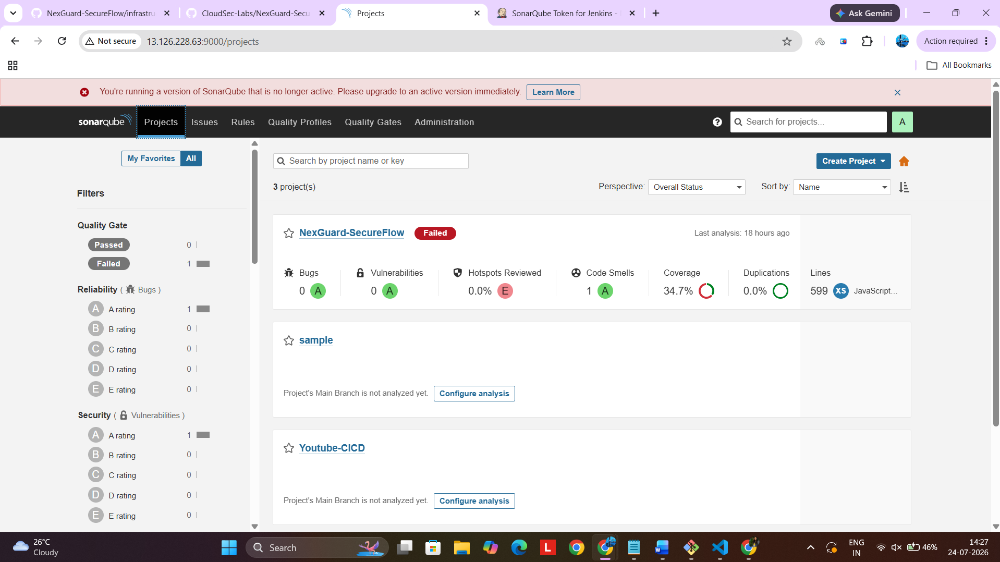 NexGuard-SecureFlow/infrastru
CloudSec-Labs/NexGuard-Secu
Projects
SonarQube Token for Jenkins -
Ask Gemini
Not secure
13.126.228.63:9000/projects
Action required
All Bookmarks
You're running a version of SonarQube that is no longer active. Please upgrade to an active version immediately.
Learn More
sonarqube
Projects
Issues
Rules
Quality Profiles
Quality Gates
Administration
Search for projects...
A
My Favorites
All
Search by project name or key
Create Project
3 project(s)
Perspective:
Overall Status
Sort by:
Name
Filters
Quality Gate
Passed 0
Failed 1
Reliability ( Bugs )
A A rating 1
B B rating 0
C C rating 0
D D rating 0
E E rating 0
Security ( Vulnerabilities )
A A rating 1
B B rating 0
C C rating 0
D D rating 0
E E rating 0
NexGuard-SecureFlow
Failed
Last analysis: 18 hours ago
Bugs
Vulnerabilities
Hotspots Reviewed
Code Smells
Coverage
Duplications
Lines
0 A
0 A
0.0% E
1 A
34.7%
0.0%
599 XS JavaScript...
sample
Project's Main Branch is not analyzed yet.
Configure analysis
Youtube-CICD
Project's Main Branch is not analyzed yet.
Configure analysis
26°C
Cloudy
Search
L
W
ENG
IN
46%
14:27
24-07-2026